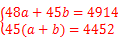 48a + 45b = 4914
45(a + b) = 4452